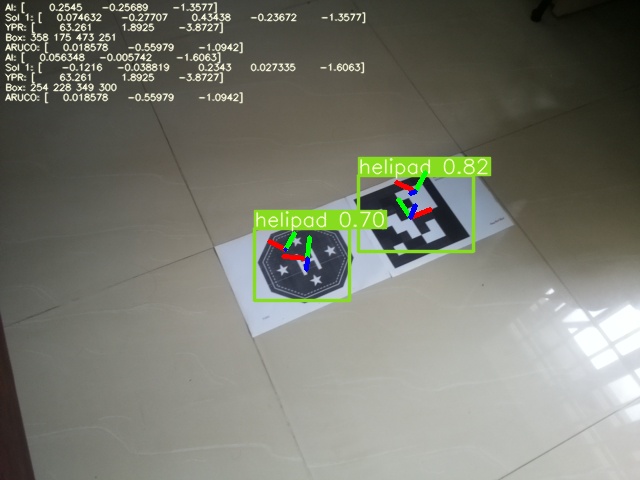 AI: [ 0.2545 -0.25689 -1.3577]
Sol 1: [ 0.074632 -0.27707 0.43438 -0.23672 -1.3577]
YPR: [ 63.261 1.8925 -3.8727]
Box: 358 175 473 251
ARUCO: [ 0.018578 -0.55979 -1.0942]
AI: [ 0.056348 -0.005742 -1.6063]
Sol 1: [ -0.1216 -0.038819 0.2343 0.027335 -1.6063]
YPR: [ 63.261 1.8925 -3.8727]
Box: 254 228 349 300
ARUCO: [ 0.018578 -0.55979 -1.0942]
helipad 0.82
helipad 0.70
H